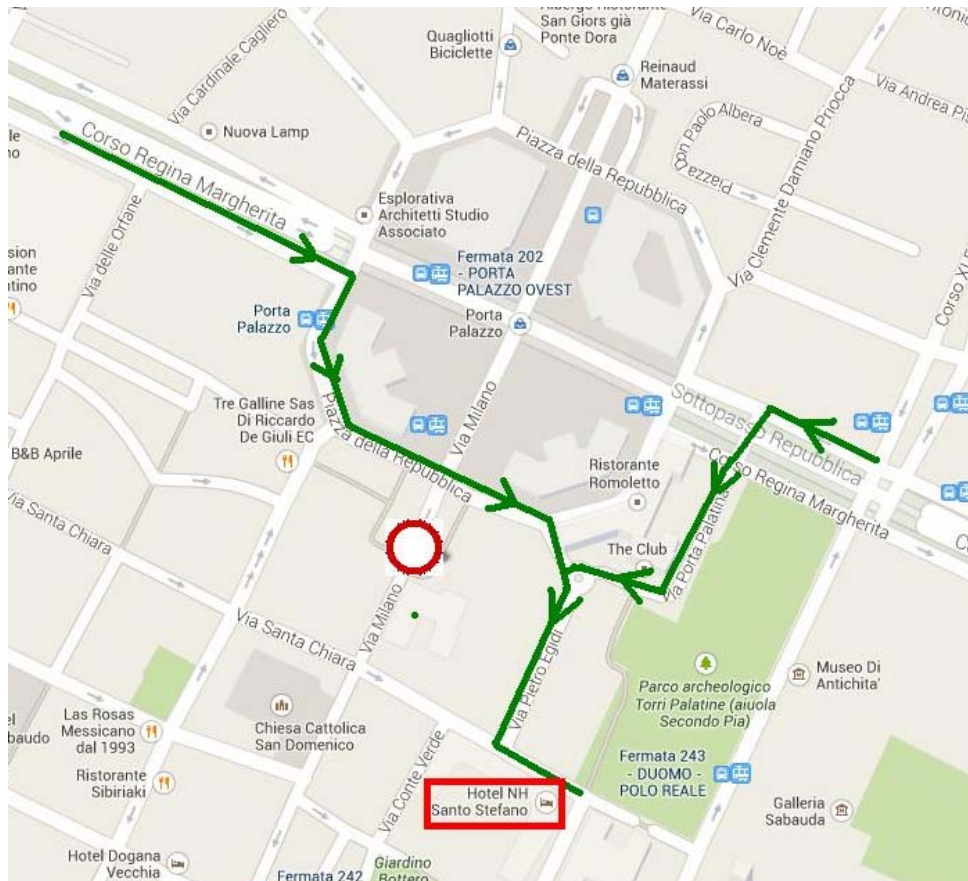 Albergo Ristorante
San Giors già
Ponte Dora
Via Carlo Noè
Quagliotti
Biciclette
Reinaud
Materassi
Via Andrea
Via Cardinale Cagliero
Nuova Lamp
Piazza della Repubblica
Via Clemente Damiano Priocca
Corso Regina Margherita
Esplorativa
Architetti Studio
Associato
Via delle Orfane
Fermata 202
- PORTA
PALAZZO OVEST
Porta
Palazzo
Porta
Palazzo
Tre Galline Sas
Di Riccardo
De Giuli EC
Piazza della Repubblica
Via Milano
Sottopasso Repubblica
Corso Regina Margherita
B&B Aprile
Ristorante
Romoletto
The Club
Via Porta Palatina
Via Santa Chiara
Via Santa Chiara
Via Milano
Via Pietro Egidi
Parco archeologico
Torri Palatine (aiuola
Secondo Pia)
Museo Di
Antichita'
Las Rosas
Messicano
dal 1993
Chiesa Cattolica
San Domenico
Via Conte Verde
Fermata 243
- DUOMO -
POLO REALE
Ristorante
Sibiriaki
Hotel NH
Santo Stefano
Galleria
Sabauda
Hotel Dogana
Vecchia
Fermata 242
Giardino
Bottero